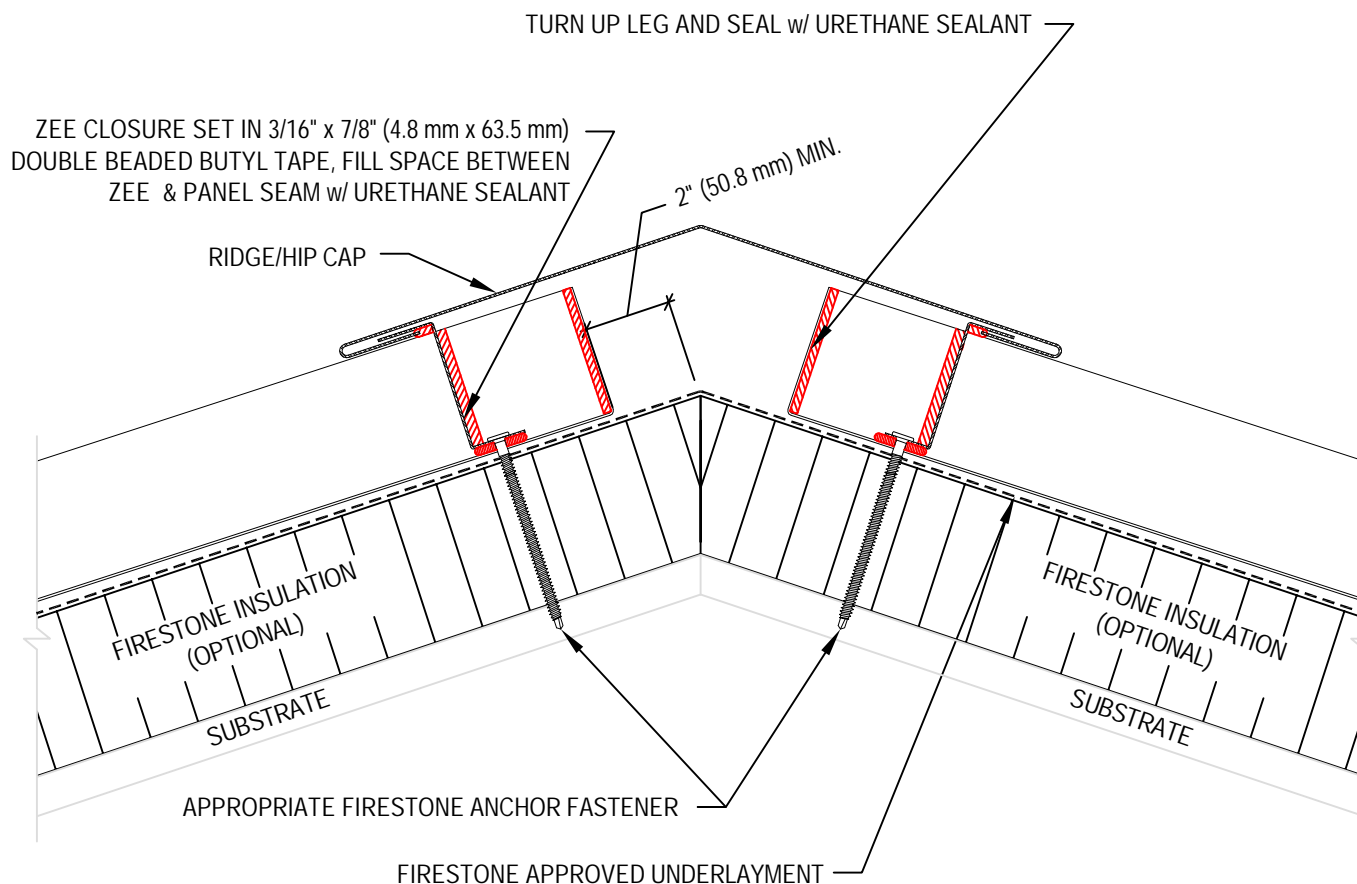 TURN UP LEG AND SEAL w/ URETHANE SEALANT
ZEE CLOSURE SET IN 3/16" x 7/8" (4.8 mm x 63.5 mm)
DOUBLE BEADED BUTYL TAPE, FILL SPACE BETWEEN
ZEE & PANEL SEAM w/ URETHANE SEALANT
2" (50.8 mm) MIN.
RIDGE/HIP CAP
FIRESTONE INSULATION
(OPTIONAL)
SUBSTRATE
FIRESTONE INSULATION
(OPTIONAL)
SUBSTRATE
APPROPRIATE FIRESTONE ANCHOR FASTENER
FIRESTONE APPROVED UNDERLAYMENT